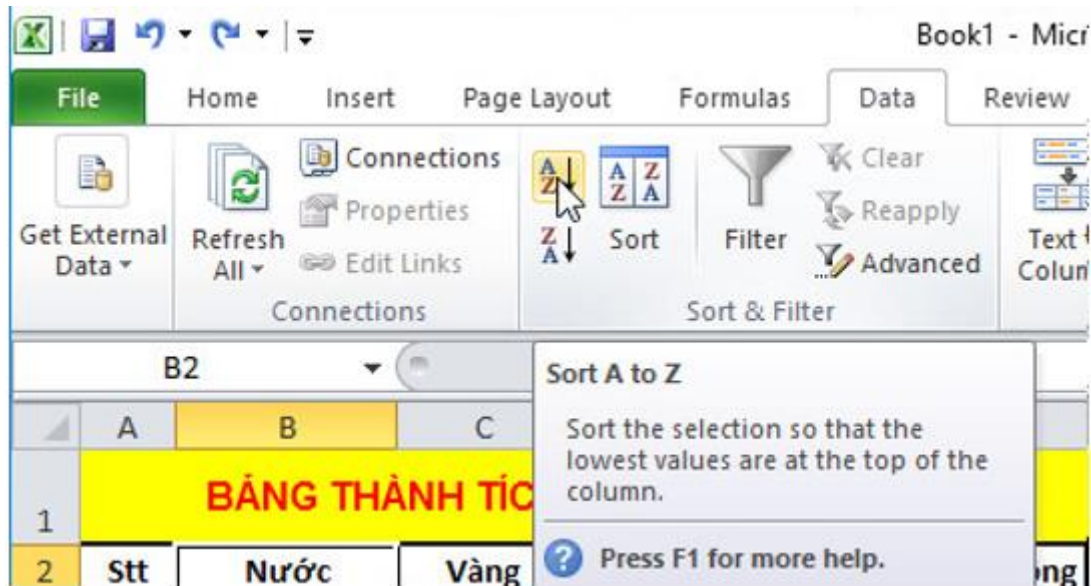 Book1 - Micr
File Home Insert Page Layout Formulas Data Review
Connections
Properties
Edit Links
Get External
Data
Refresh
All
Connections
A
Z
Z
A
A Z
Z A
Sort
Filter
Clear
Reapply
Advanced
Sort & Filter
Text
Colum
B2
Sort A to Z
Sort the selection so that the
lowest values are at the top of the
column.
? Press F1 for more help.
A B C
1 BẢNG THÀNH TÍC
2 Stt Nước Vàng ng